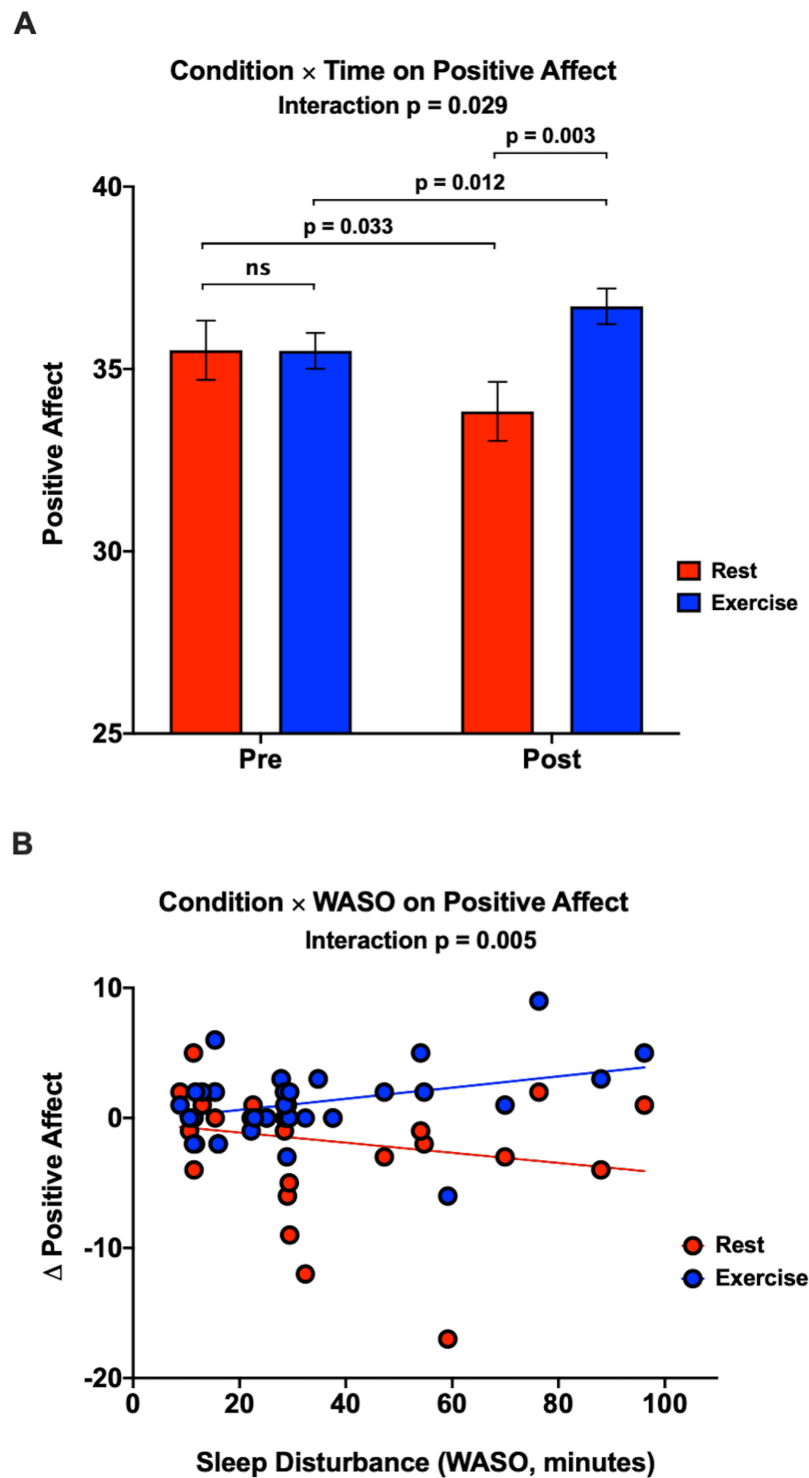 A
Condition × Time on Positive Affect
Interaction p = 0.029
p = 0.003
p = 0.012
p = 0.033
ns
40
35
30
25
Positive Affect
Pre
Post
Rest
Exercise
B
Condition × WASO on Positive Affect
Interaction p = 0.005
10
0
-10
-20
Δ Positive Affect
Rest
Exercise
0
20
40
60
80
100
Sleep Disturbance (WASO, minutes)